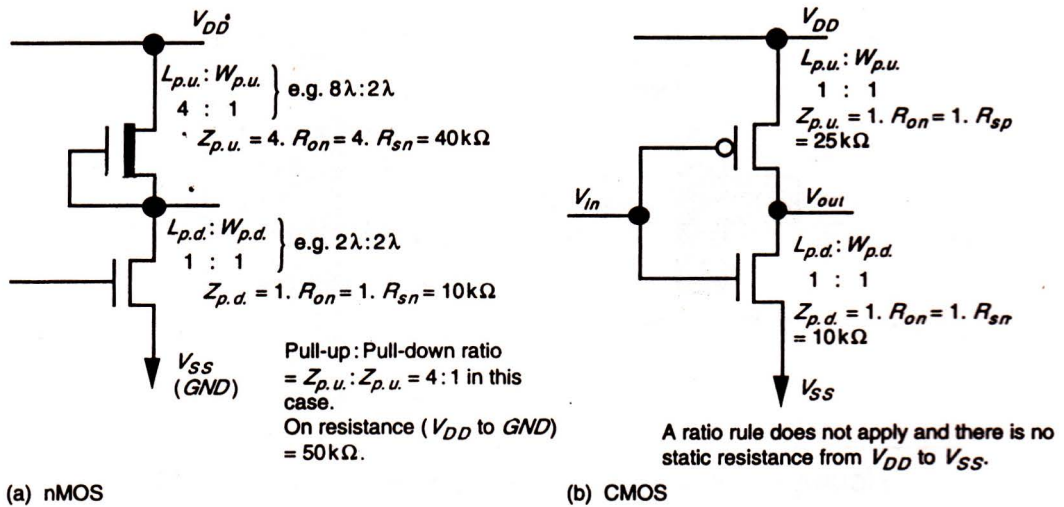 V_DD
L_p.u. : W_p.u.
4 : 1
e.g. 8λ:2λ
Z_p.u. = 4. R_on = 4. R_sn = 40kΩ
L_p.d. : W_p.d.
1 : 1
e.g. 2λ:2λ
Z_p.d. = 1. R_on = 1. R_sn = 10kΩ
V_SS
(GND)
Pull-up : Pull-down ratio
= Z_p.u. : Z_p.u. = 4:1 in this
case.
On resistance (V_DD to GND)
= 50kΩ.
(a) nMOS
V_DD
L_p.u. : W_p.u.
1 : 1
Z_p.u. = 1. R_on = 1. R_sp
= 25kΩ
V_in
V_out
L_p.d. : W_p.d.
1 : 1
Z_p.d. = 1. R_on = 1. R_sn
= 10kΩ
V_SS
A ratio rule does not apply and there is no
static resistance from V_DD to V_SS.
(b) CMOS